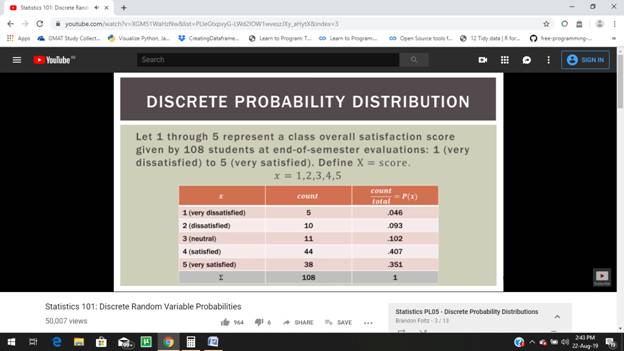 Statistics 101: Discrete Rand
youtube.com/watch?v=XGM51WaHzNw&list=PLIeGtxpvyG-LWd2IOW1wveszJXy_aHytX&index=3
Apps GMAT Study Collect... Visualize Python, Ja... CreatingDataframe... Learn to Program: T... Learn to Program:... Open Source tools f... 12 Tidy data | R for... free-programming-...
YouTube Search SIGN IN
DISCRETE PROBABILITY DISTRIBUTION
Let 1 through 5 represent a class overall satisfaction score
given by 108 students at end-of-semester evaluations: 1 (very
dissatisfied) to 5 (very satisfied). Define X = score.
x = 1,2,3,4,5
x count count/total = P(x)
1 (very dissatisfied) 5 .046
2 (dissatisfied) 10 .093
3 (neutral) 11 .102
4 (satisfied) 44 .407
5 (very satisfied) 38 .351
Σ 108 1
Statistics 101: Discrete Random Variable Probabilities
50,007 views
964 6 SHARE SAVE
Statistics PL05 - Discrete Probability Distributions
Brandon Foltz - 3 / 13
2:43 PM
22-Aug-19